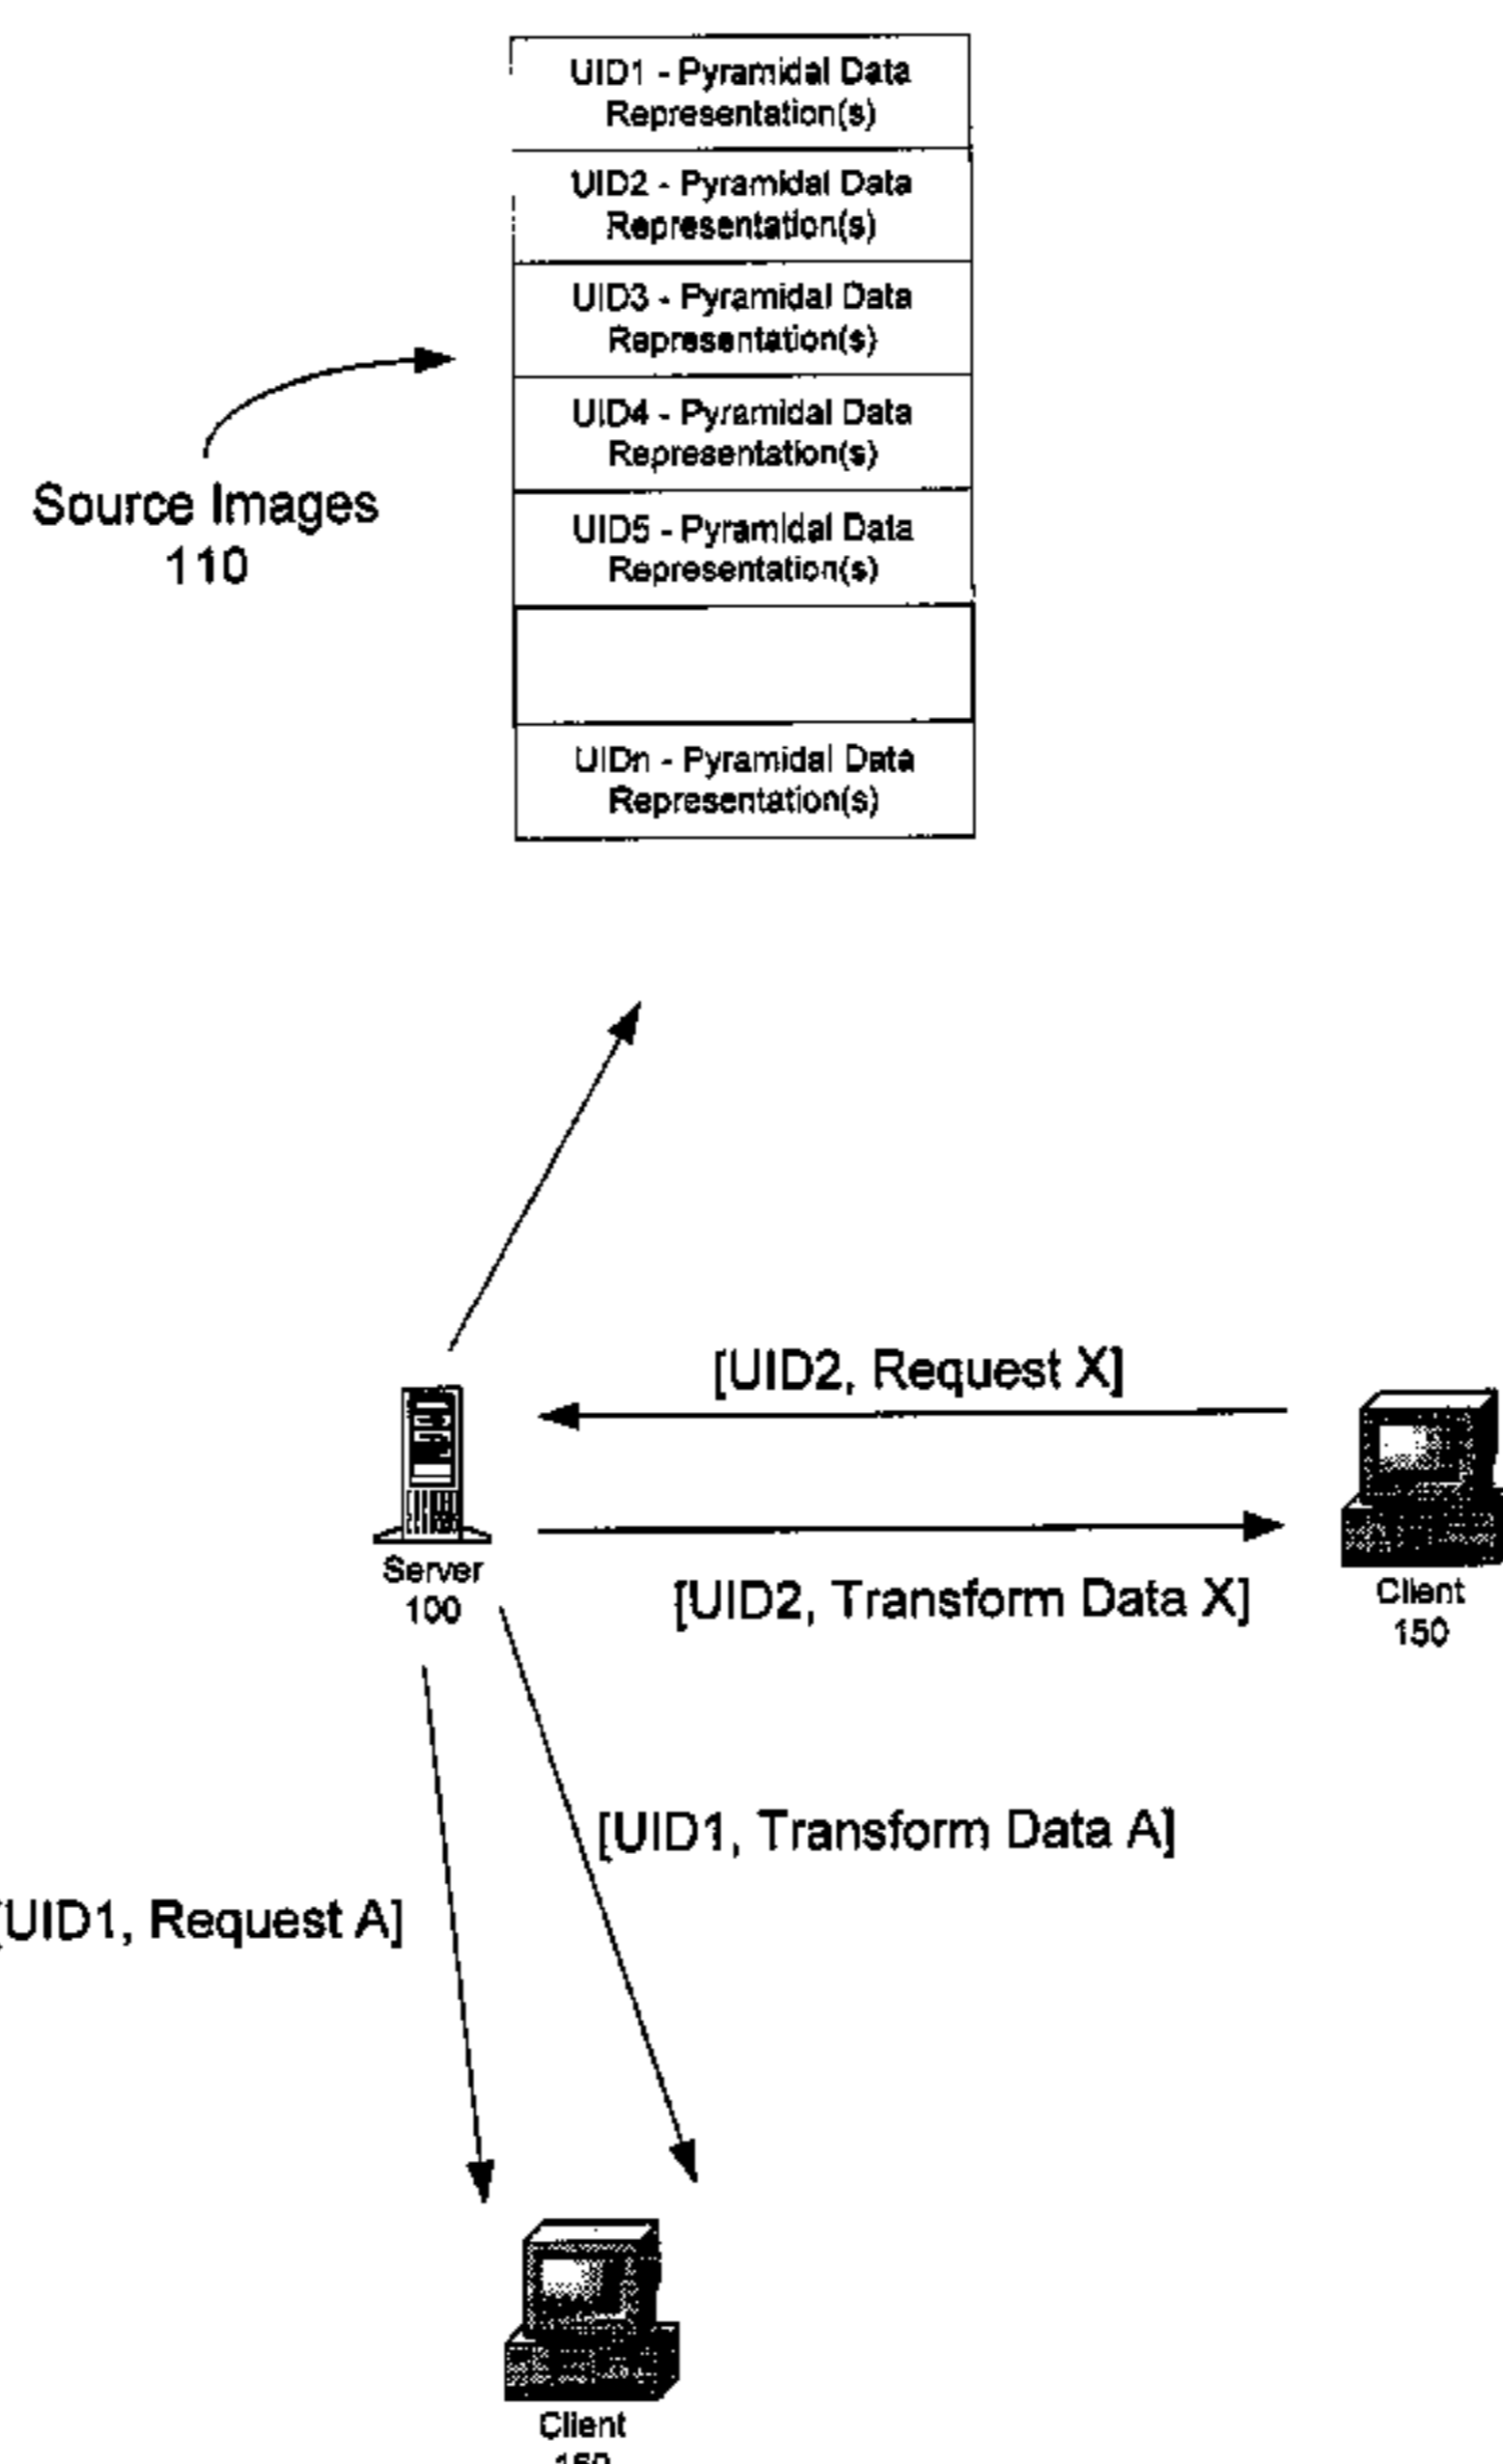 UID1 - Pyramidal Data
Representation(s)
UID2 - Pyramidal Data
Representation(s)
UID3 - Pyramidal Data
Representation(s)
UID4 - Pyramidal Data
Representation(s)
UID5 - Pyramidal Data
Representation(s)
UIDn - Pyramidal Data
Representation(s)
Source Images
110
[UID2, Request X]
Server
100
[UID2, Transform Data X]
Client
150
[UID1, Transform Data A]
[UID1, Request A]
Client